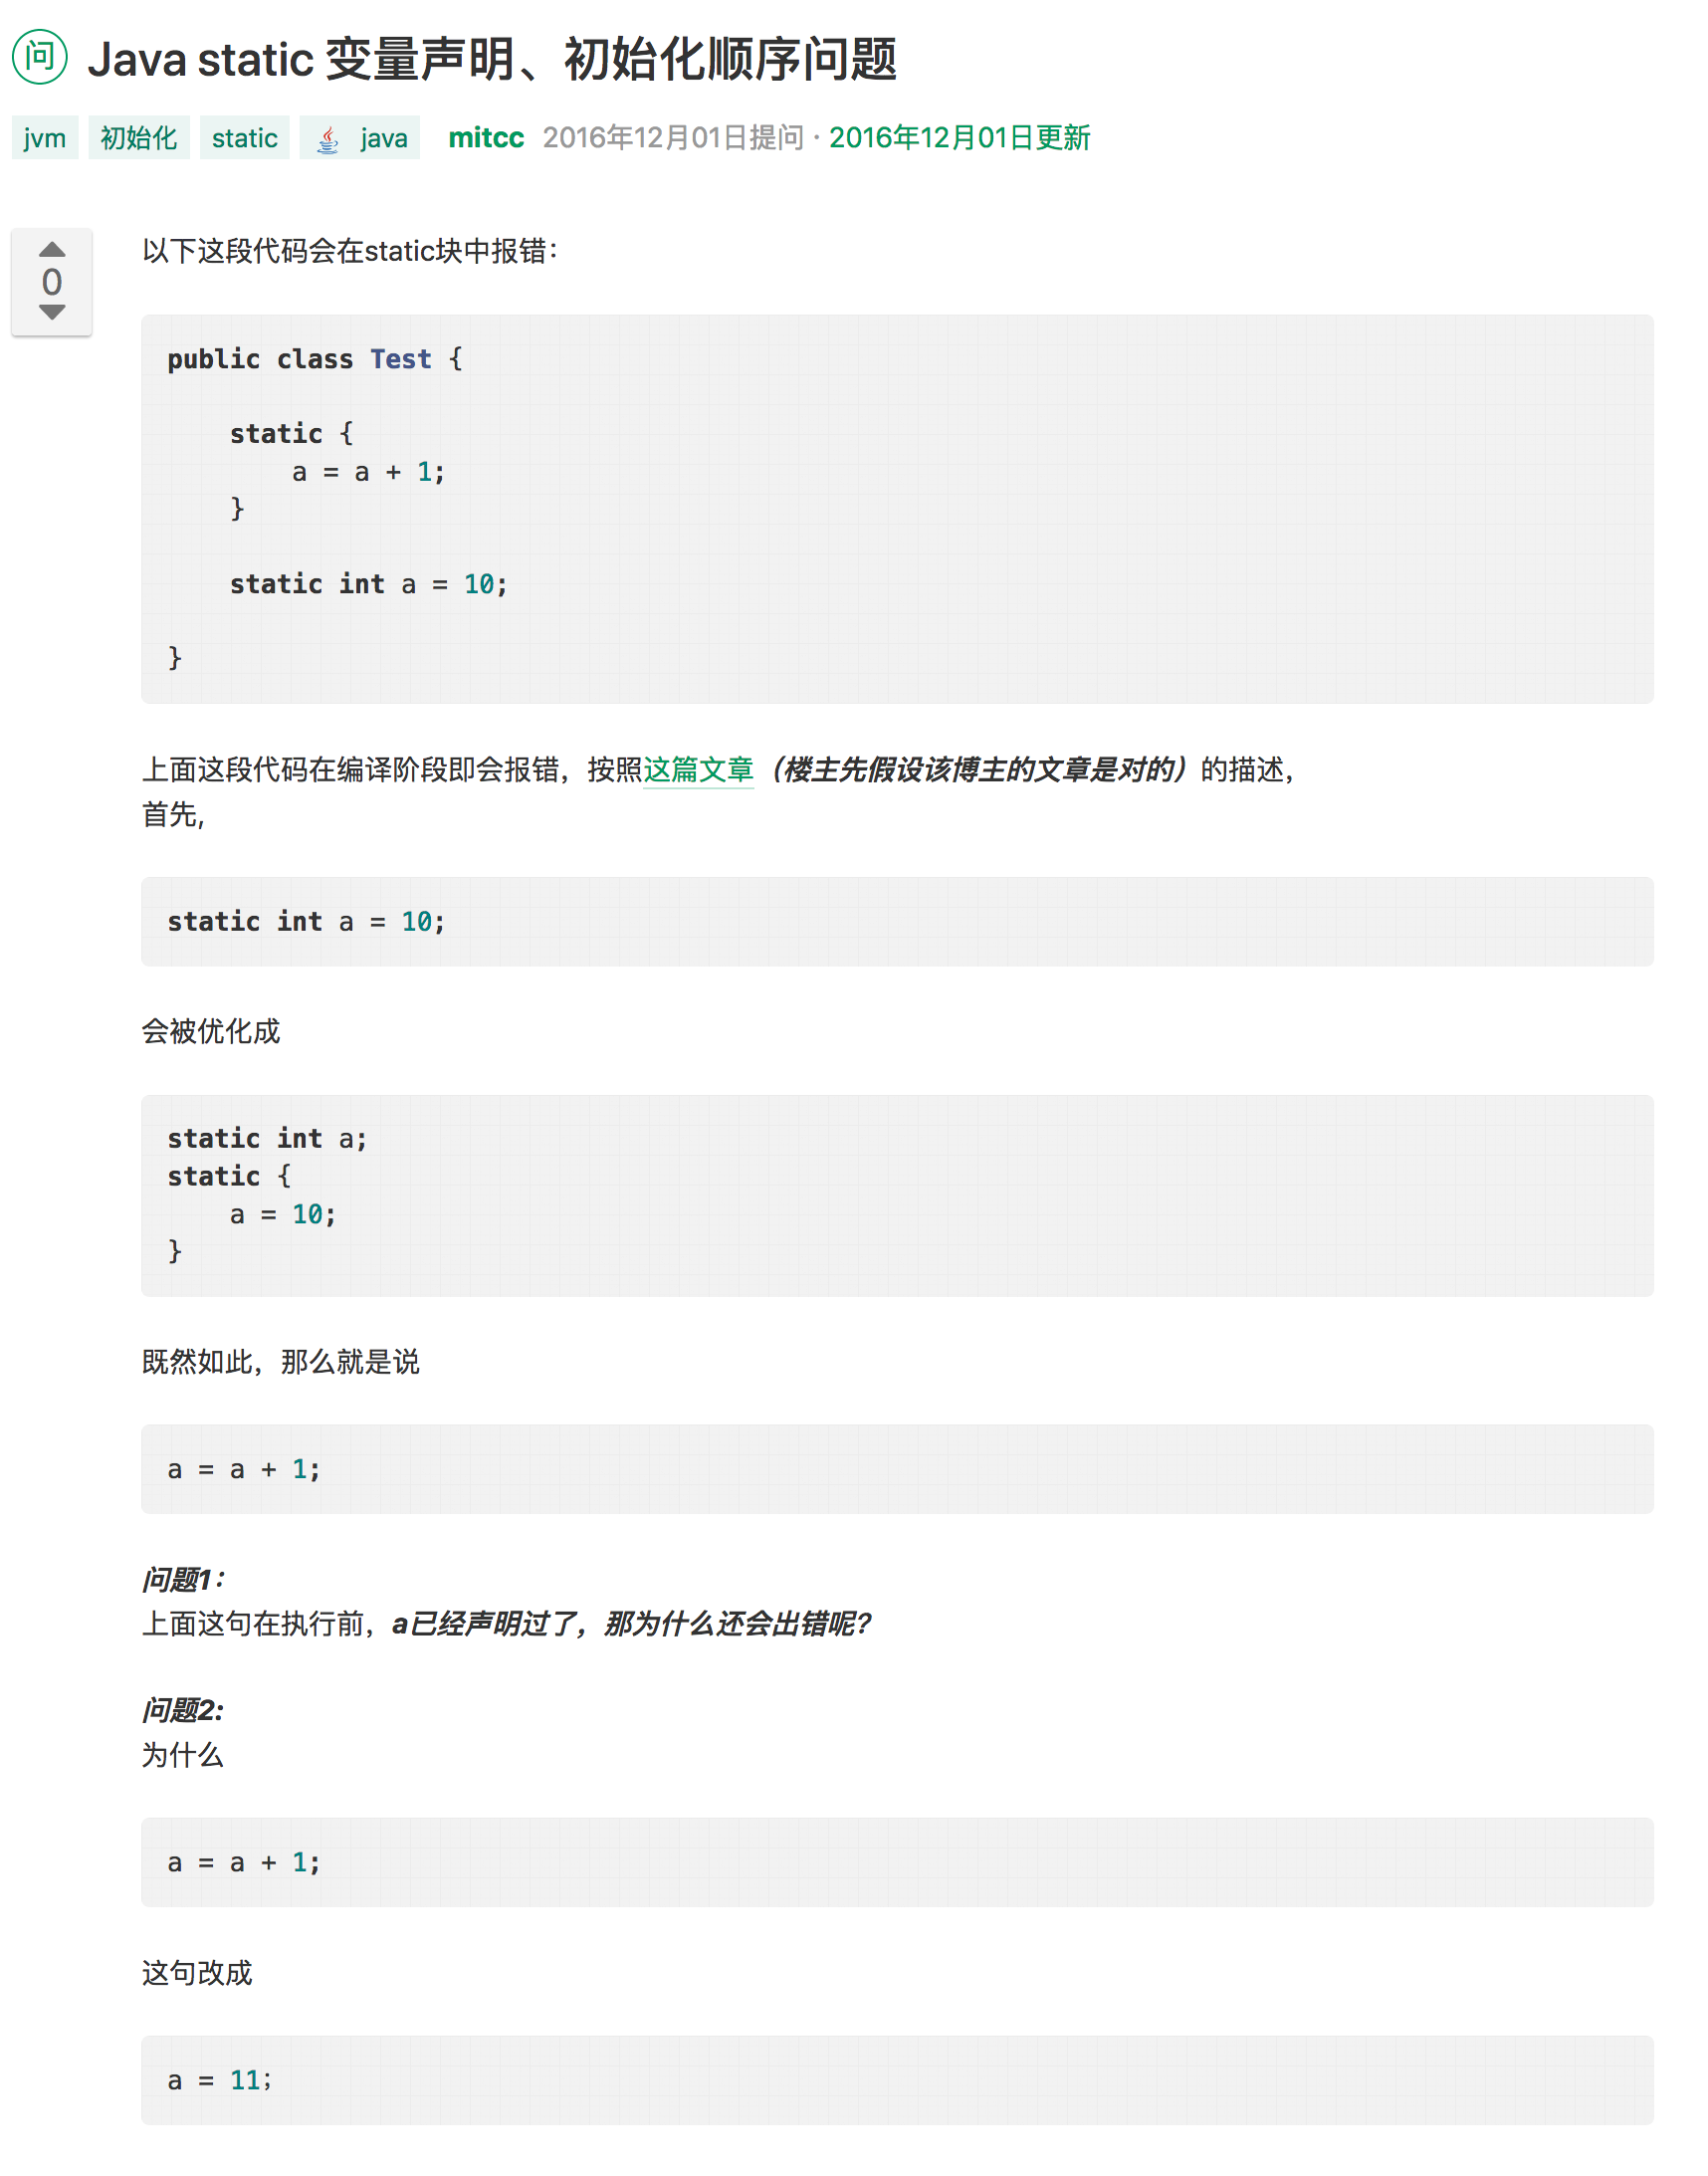 问 Java static 变量声明、初始化顺序问题
jvm 初始化 static java mitcc 2016年12月01日提问 · 2016年12月01日更新
0
以下这段代码会在static块中报错：
public class Test {
    static {
        a = a + 1;
    }
    static int a = 10;
}
上面这段代码在编译阶段即会报错，按照这篇文章（楼主先假设该博主的文章是对的）的描述，
首先,
static int a = 10;
会被优化成
static int a;
static {
    a = 10;
}
既然如此，那么就是说
a = a + 1;
问题1：
上面这句在执行前，a已经声明过了，那为什么还会出错呢？
问题2:
为什么
a = a + 1;
这句改成
a = 11；